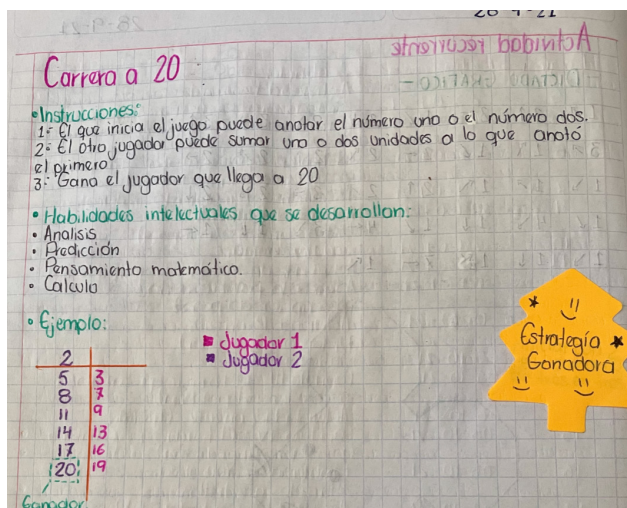 Carrera a 20
• Instrucciones:
1.- El que inicia el juego puede anotar el número uno o el número dos.
2.- El otro jugador puede sumar uno o dos unidades a lo que anotó
el primero
3.- Gana el jugador que llega a 20
• Habilidades intelectuales que se desarrollan:
• Analisis
• Predicción
• Pensamiento matemático.
• Calculo
• Ejemplo:
Jugador 1
Jugador 2
2
5 3
8 7
11 9
14 13
17 16
20 19
Ganador
Estrategia
Ganadora